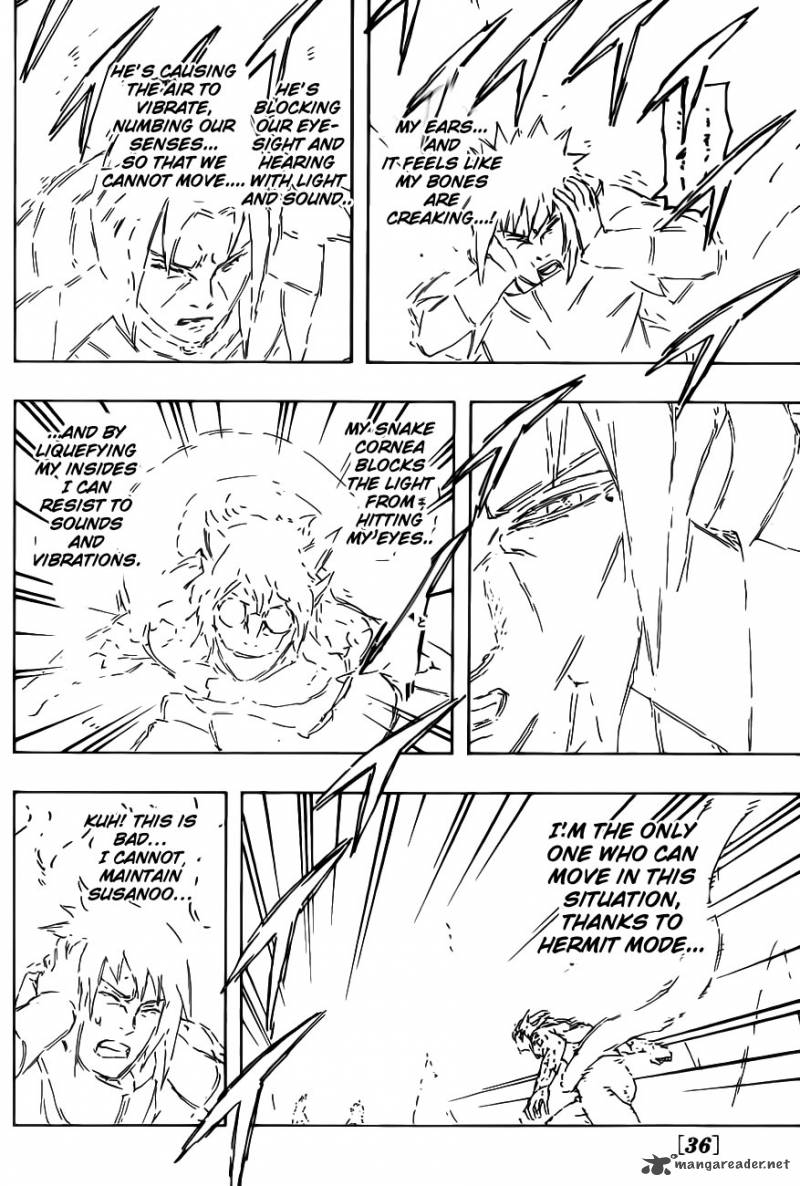 MY EARS...
AND
IT FEELS LIKE
MY BONES
ARE
CREAKING...!
HE'S
BLOCKING
OUR EYE-
SIGHT AND
HEARING
WITH LIGHT
AND SOUND..
HE'S CAUSING
THE AIR TO
VIBRATE,
NUMBING OUR
SENSES...
SO THAT WE
CANNOT MOVE....
MY SNAKE
CORNEA
BLOCKS
THE LIGHT
FROM
HITTING
MY EYES..
...AND BY
LIQUEFYING
MY INSIDES
I CAN
RESIST TO
SOUNDS
AND
VIBRATIONS.
I'M THE ONLY
ONE WHO CAN
MOVE IN THIS
SITUATION,
THANKS TO
HERMIT MODE...
KUH! THIS IS
BAD...
I CANNOT
MAINTAIN
SUSANOO...
[36]
mangareader.net